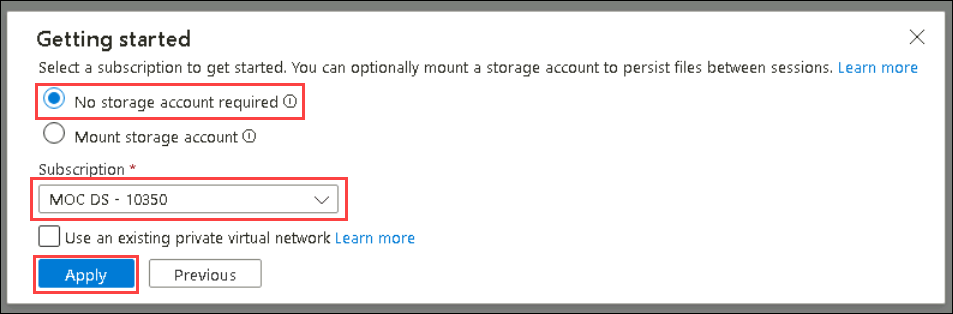 Getting started
Select a subscription to get started. You can optionally mount a storage account to persist files between sessions. Learn more
No storage account required
Mount storage account
Subscription *
MOC DS - 10350
Use an existing private virtual network Learn more
Apply Previous